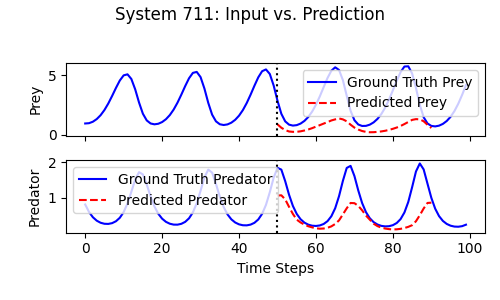 System 711: Input vs. Prediction
Prey
5
0
Ground Truth Prey
Predicted Prey
Predator
2
1
Ground Truth Predator
Predicted Predator
0 20 40 60 80 100
Time Steps